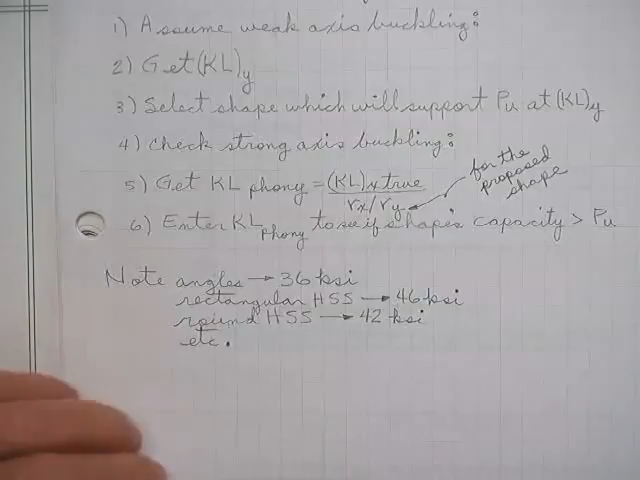 1) Assume weak axis buckling:
2) Get (KL)y
3) Select shape which will support Pu at (KL)y
4) Check strong axis buckling:
5) Get KL phony = (KL)x true / rx/ry
for the proposed shape
6) Enter KLphony to see if shape's capacity > Pu
Note angles → 36 ksi
rectangular HSS → 46 ksi
round HSS → 42 ksi
etc.